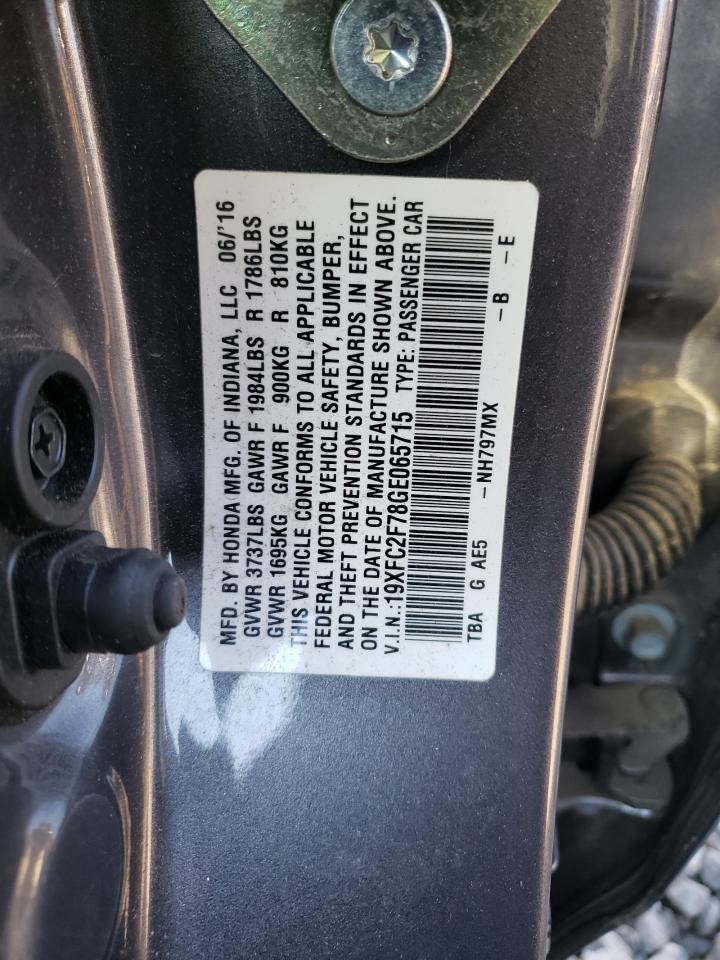 MFD. BY HONDA MFG. OF INDIANA, LLC 06/'16
GVWR 3737LBS GAWR F 1984LBS R 1786LBS
GVWR 1695KG GAWR F 900KG R 810KG
THIS VEHICLE CONFORMS TO ALL APPLICABLE
FEDERAL MOTOR VEHICLE SAFETY, BUMPER,
AND THEFT PREVENTION STANDARDS IN EFFECT
ON THE DATE OF MANUFACTURE SHOWN ABOVE.
V.I.N.:19XFC2F78GE065715 TYPE: PASSENGER CAR
TBA G AE5 -NH797MX -B -E